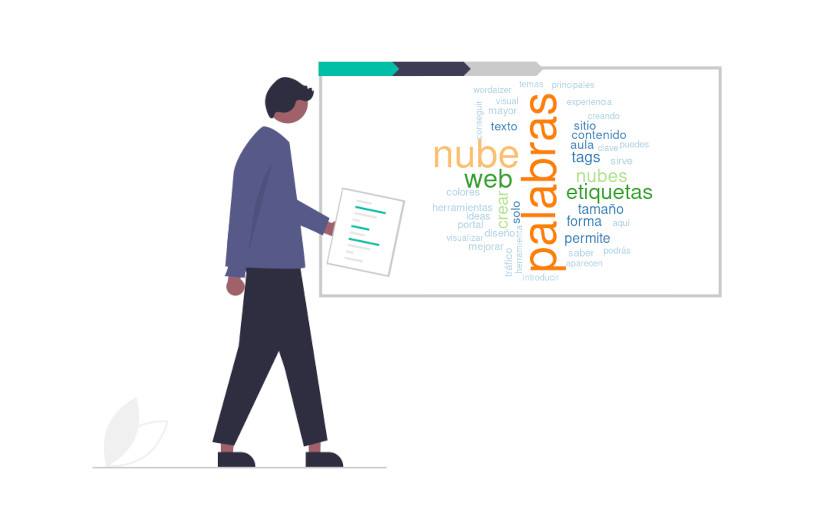 temas
principales
wordaizer
visual
experiencia
mayor
conseguir
creando
texto
palabras
sitio
contenido
nube
aula
clave
puedes
tags
sirve
web
nubes
colores
crear
etiquetas
herramientas
solo
tamaño
ideas
forma
aquí
portal
diseño
permite
visualizar
mejorar
herramienta
saber
podrás
tráfico
aparecen
introducir